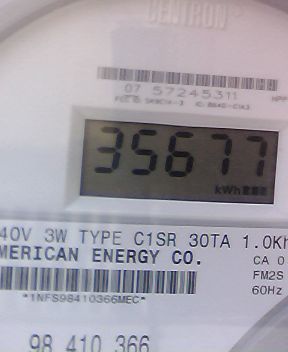 CENTRON
07 57245311
35677
kWh
40V 3W TYPE C1SR 30TA 1.0Kh
MERICAN ENERGY CO.
CA 0
FM2S
60Hz
*1NFS98410366MEC*
98 410 366